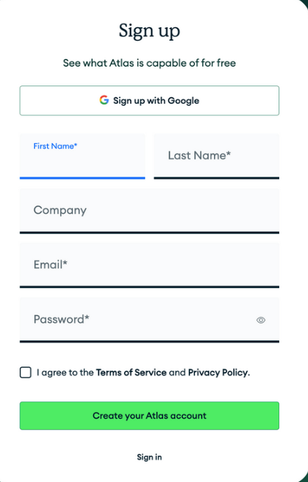 Sign up
See what Atlas is capable of for free
Sign up with Google
First Name*
Last Name*
Company
Email*
Password*
I agree to the Terms of Service and Privacy Policy.
Create your Atlas account
Sign in